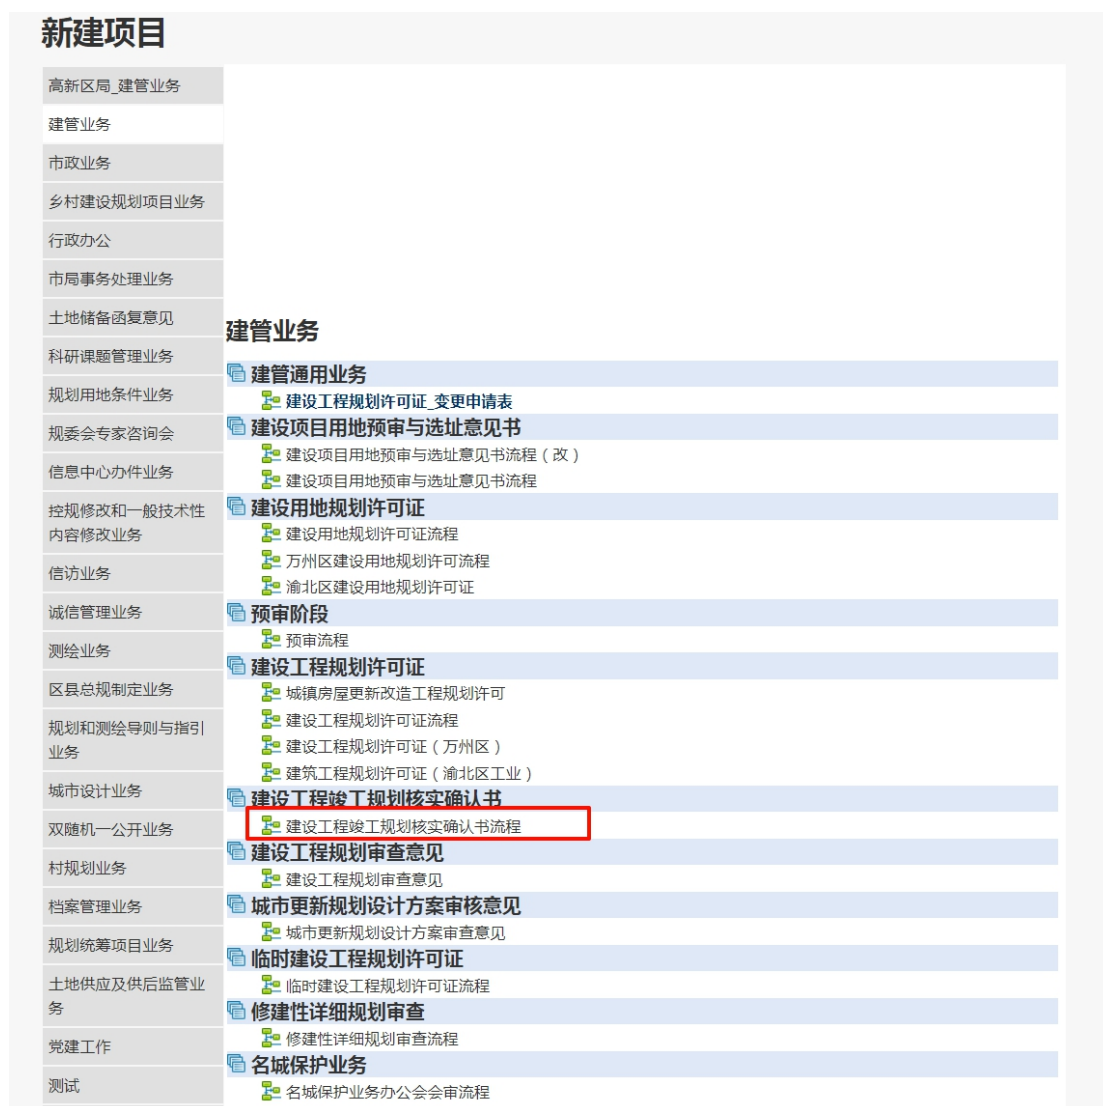 新建项目
高新区局_建管业务
建管业务
市政业务
乡村建设规划项目业务
行政办公
市局事务处理业务
土地储备函复意见
科研课题管理业务
规划用地条件业务
规委会专家咨询会
信息中心办件业务
控规修改和一般技术性
内容修改业务
信访业务
诚信管理业务
测绘业务
区县总规制定业务
规划和测绘导则与指引
业务
城市设计业务
双随机一公开业务
村规划业务
档案管理业务
规划统筹项目业务
土地供应及供后监管业
务
党建工作
测试
建管业务
建管通用业务
建设工程规划许可证_变更申请表
建设项目用地预审与选址意见书
建设项目用地预审与选址意见书流程（改）
建设项目用地预审与选址意见书流程
建设用地规划许可证
建设用地规划许可证流程
万州区建设用地规划许可流程
渝北区建设用地规划许可证
预审阶段
预审流程
建设工程规划许可证
城镇房屋更新改造工程规划许可
建设工程规划许可证流程
建设工程规划许可证（万州区）
建筑工程规划许可证（渝北区工业）
建设工程竣工规划核实确认书
建设工程竣工规划核实确认书流程
建设工程规划审查意见
建设工程规划审查意见
城市更新规划设计方案审核意见
城市更新规划设计方案审查意见
临时建设工程规划许可证
临时建设工程规划许可证流程
修建性详细规划审查
修建性详细规划审查流程
名城保护业务
名城保护业务办公会会审流程